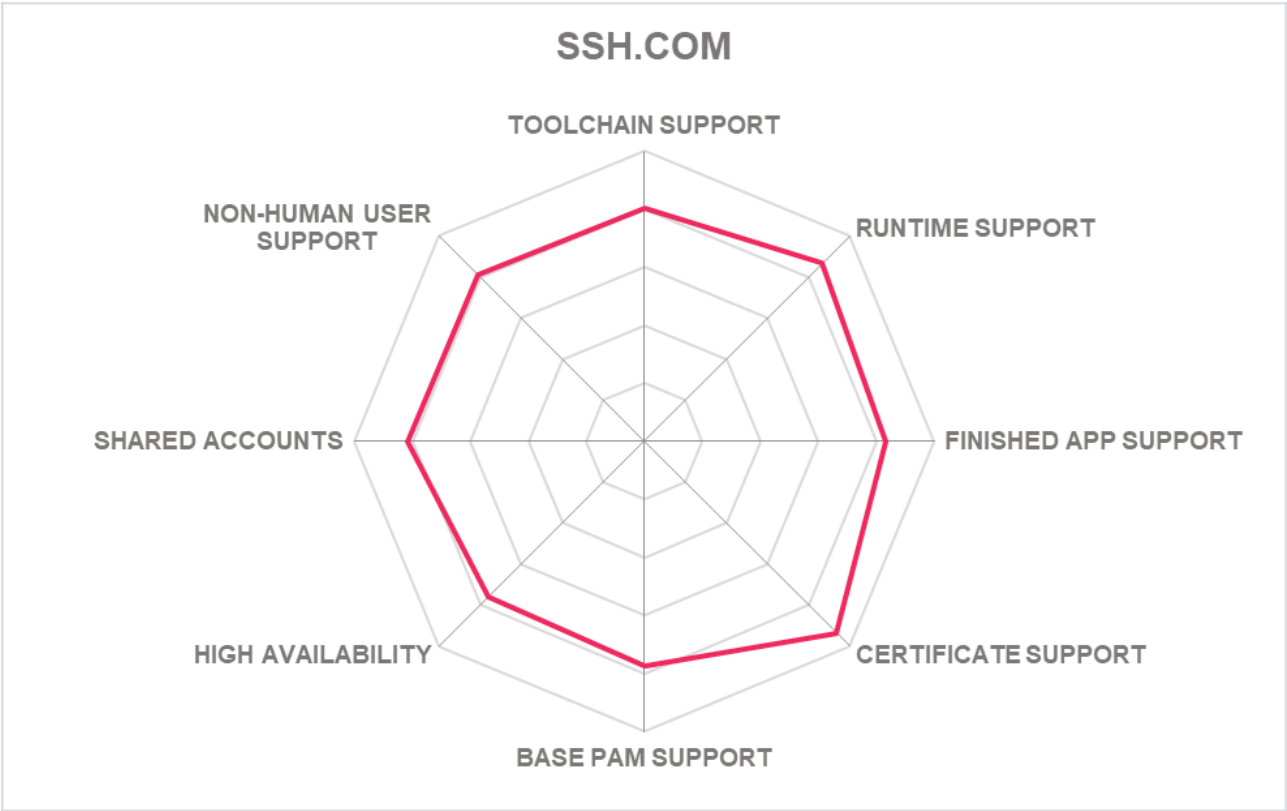 SSH.COM
TOOLCHAIN SUPPORT
NON-HUMAN USER
SUPPORT
RUNTIME SUPPORT
SHARED ACCOUNTS
FINISHED APP SUPPORT
HIGH AVAILABILITY
CERTIFICATE SUPPORT
BASE PAM SUPPORT